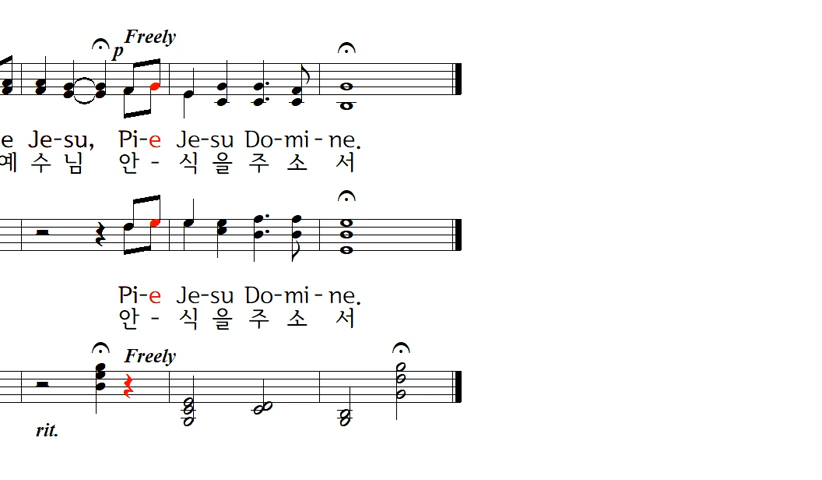 Freely
p
e Je-su, Pi-e Je-su Do-mi-ne.
예 수 님 안 - 식 을 주 소 서
Pi-e Je-su Do-mi-ne.
안 - 식 을 주 소 서
Freely
rit.